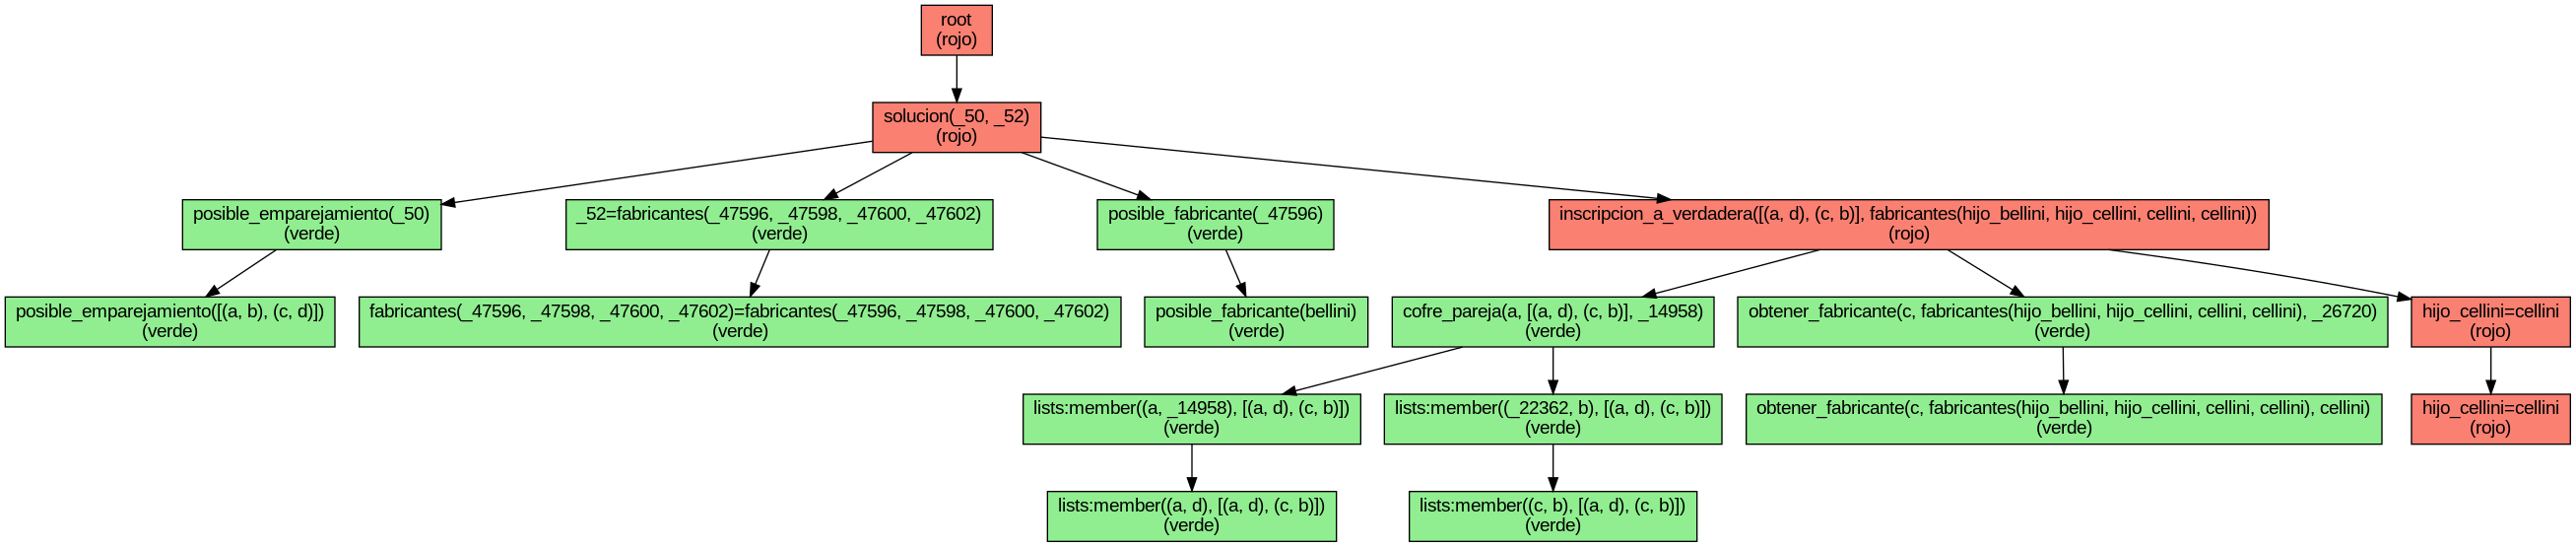 root
(rojo)
solucion(_50, _52)
(rojo)
posible_emparejamiento(_50)
(verde)
_52=fabricantes(_47596, _47598, _47600, _47602)
(verde)
posible_fabricante(_47596)
(verde)
inscripcion_a_verdadera([(a, d), (c, b)], fabricantes(hijo_bellini, hijo_cellini, cellini, cellini))
(rojo)
posible_emparejamiento([(a, b), (c, d)])
(verde)
fabricantes(_47596, _47598, _47600, _47602)=fabricantes(_47596, _47598, _47600, _47602)
(verde)
posible_fabricante(bellini)
(verde)
cofre_pareja(a, [(a, d), (c, b)], _14958)
(verde)
obtener_fabricante(c, fabricantes(hijo_bellini, hijo_cellini, cellini, cellini), _26720)
(verde)
hijo_cellini=cellini
(rojo)
lists:member((a, _14958), [(a, d), (c, b)])
(verde)
lists:member((_22362, b), [(a, d), (c, b)])
(verde)
obtener_fabricante(c, fabricantes(hijo_bellini, hijo_cellini, cellini, cellini), cellini)
(verde)
hijo_cellini=cellini
(rojo)
lists:member((a, d), [(a, d), (c, b)])
(verde)
lists:member((c, b), [(a, d), (c, b)])
(verde)